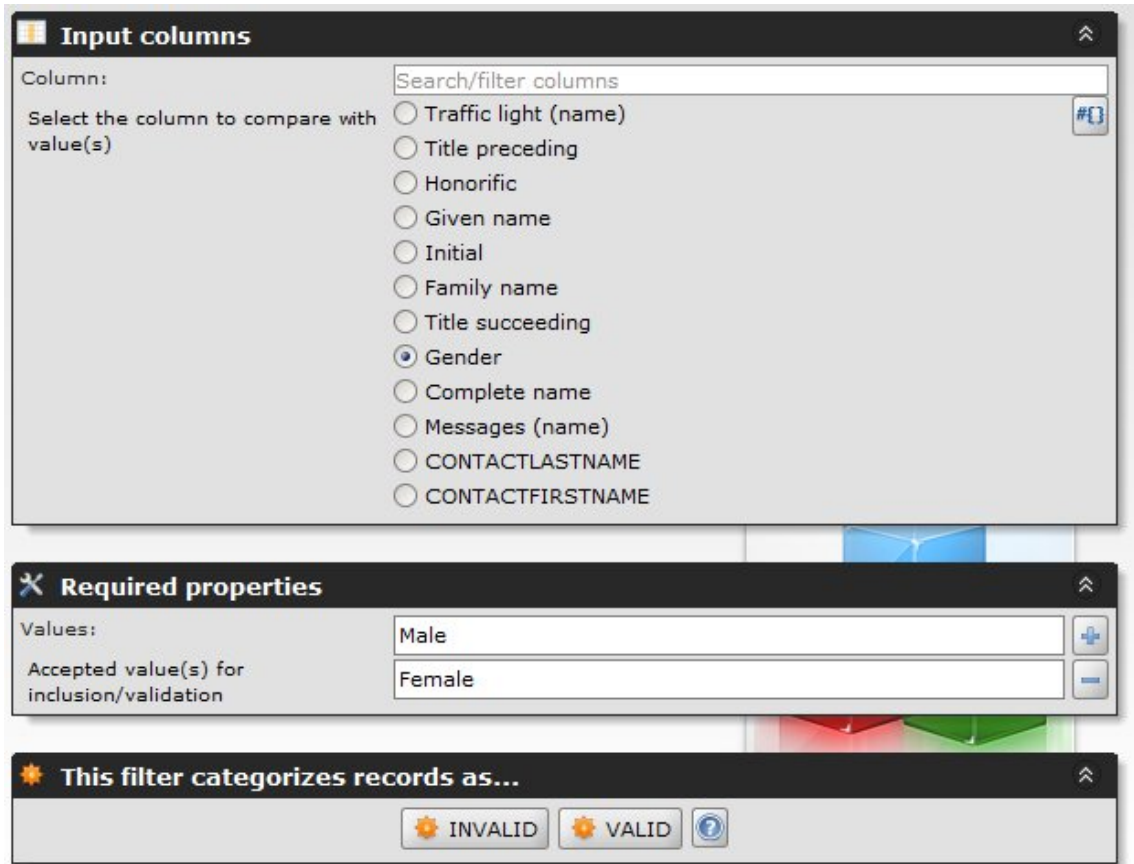 Input columns
Column:
Search/filter columns
Select the column to compare with
value(s)
Traffic light (name)
#{}
Title preceding
Honorific
Given name
Initial
Family name
Title succeeding
Gender
Complete name
Messages (name)
CONTACTLASTNAME
CONTACTFIRSTNAME
Required properties
Values:
Male
Accepted value(s) for
inclusion/validation
Female
This filter categorizes records as...
INVALID VALID ?